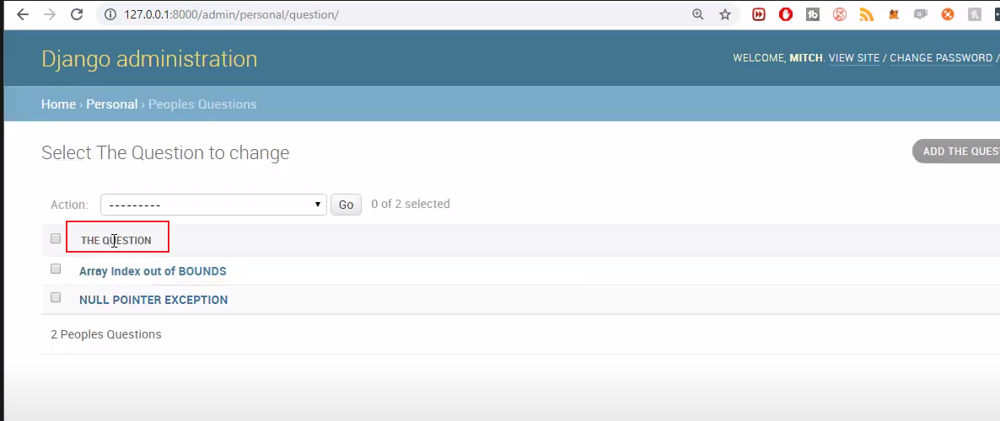 127.0.0.1:8000/admin/personal/question/
Django administration
WELCOME, MITCH. VIEW SITE / CHANGE PASSWORD /
Home › Personal › Peoples Questions
Select The Question to change
ADD THE QUES
Action: --------- Go 0 of 2 selected
THE QUESTION
Array Index out of BOUNDS
NULL POINTER EXCEPTION
2 Peoples Questions